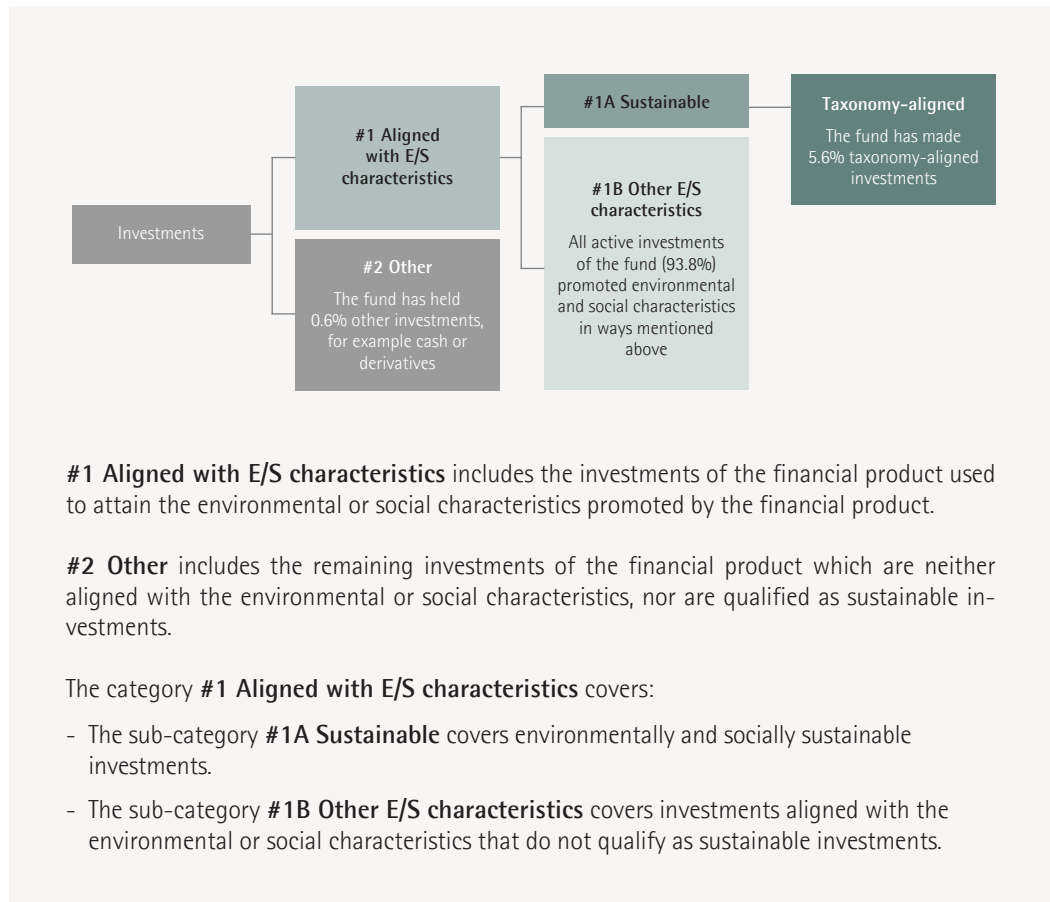 Investments
#1 Aligned
with E/S
characteristics
#2 Other
The fund has held
0.6% other investments,
for example cash or
derivatives
#1A Sustainable
#1B Other E/S
characteristics
All active investments
of the fund (93.8%)
promoted environmental
and social characteristics
in ways mentioned
above
Taxonomy-aligned
The fund has made
5.6% taxonomy-aligned
investments
#1 Aligned with E/S characteristics includes the investments of the financial product used
to attain the environmental or social characteristics promoted by the financial product.
#2 Other includes the remaining investments of the financial product which are neither
aligned with the environmental or social characteristics, nor are qualified as sustainable in-
vestments.
The category #1 Aligned with E/S characteristics covers:
- The sub-category #1A Sustainable covers environmentally and socially sustainable
investments.
- The sub-category #1B Other E/S characteristics covers investments aligned with the
environmental or social characteristics that do not qualify as sustainable investments.